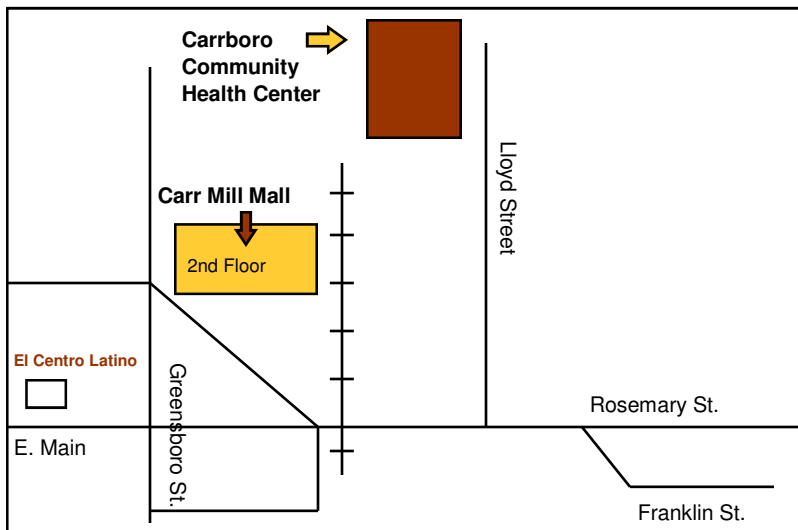 Carrboro
Community
Health Center
Carr Mill Mall
2nd Floor
Lloyd Street
El Centro Latino
Greensboro St.
Rosemary St.
E. Main
Franklin St.